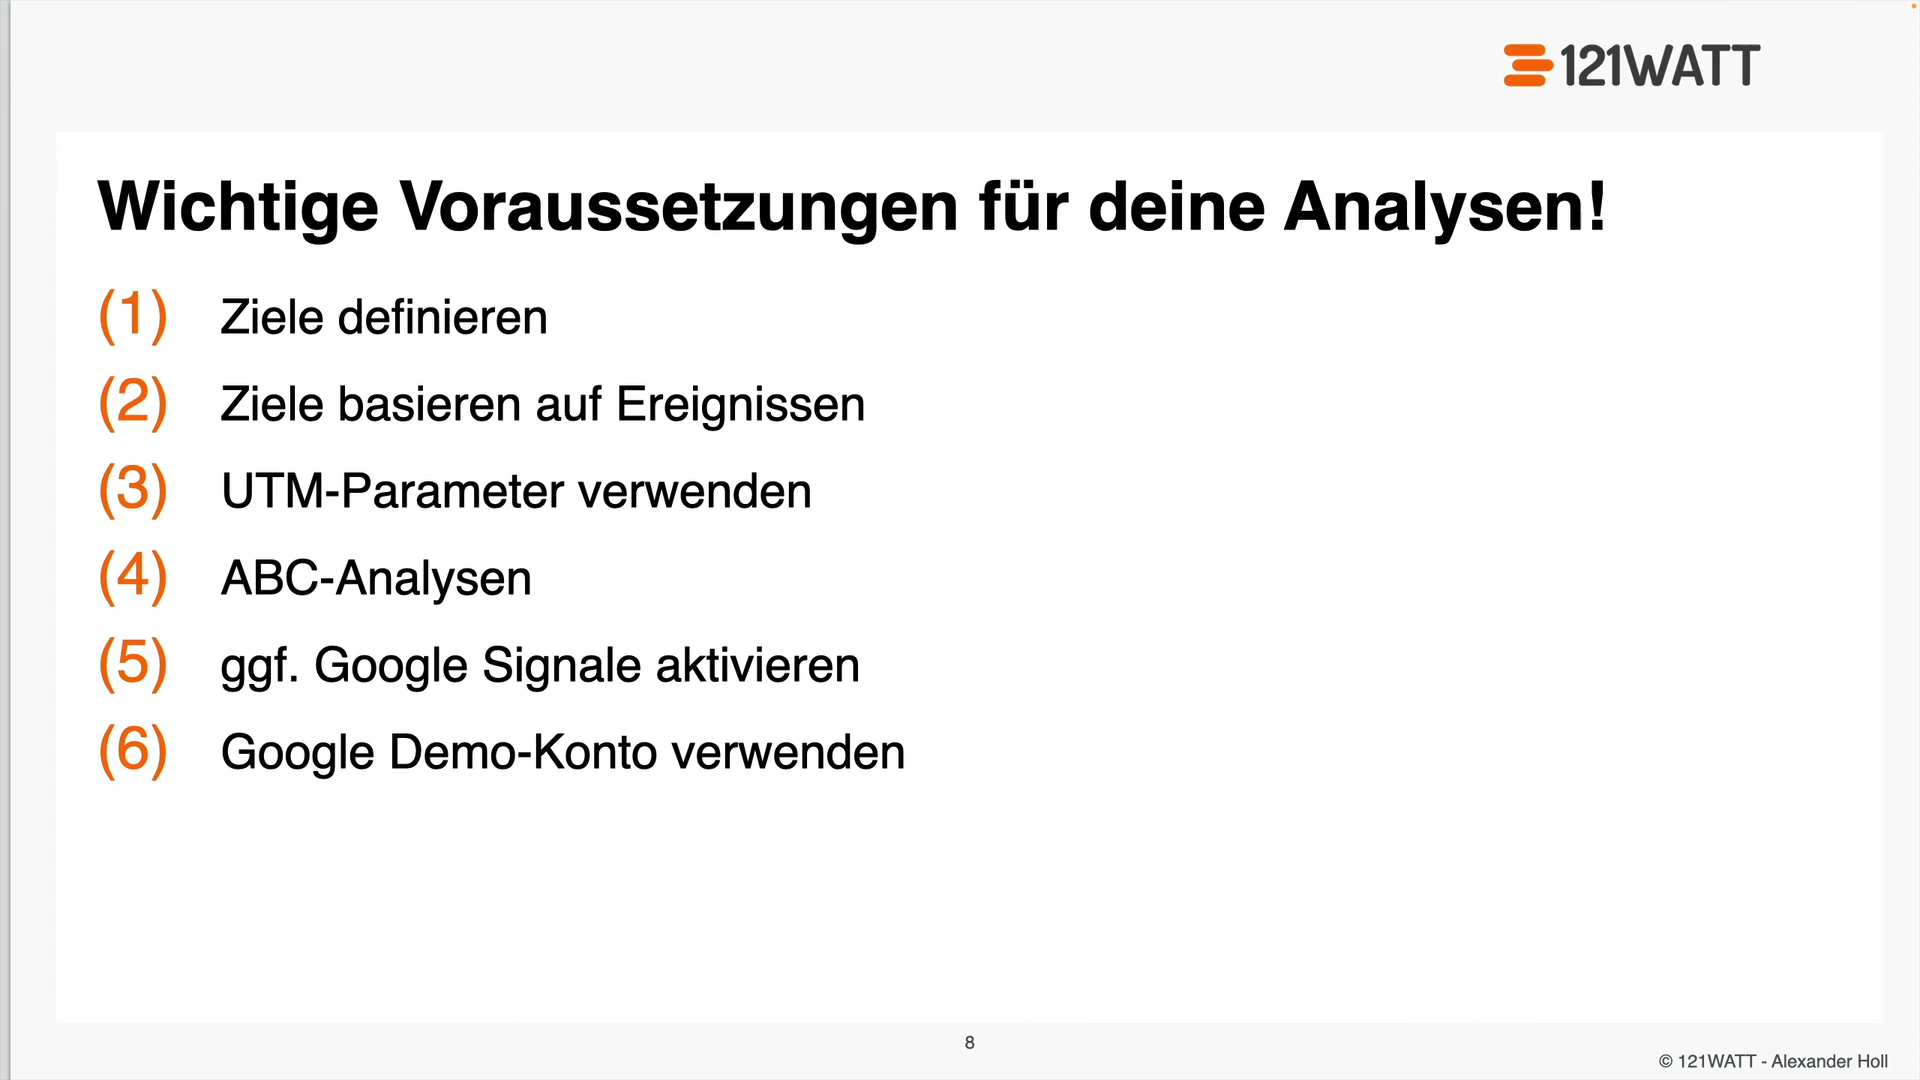 121WATT
Wichtige Voraussetzungen für deine Analysen!
(1) Ziele definieren
(2) Ziele basieren auf Ereignissen
(3) UTM-Parameter verwenden
(4) ABC-Analysen
(5) ggf. Google Signale aktivieren
(6) Google Demo-Konto verwenden
8
© 121WATT - Alexander Holl